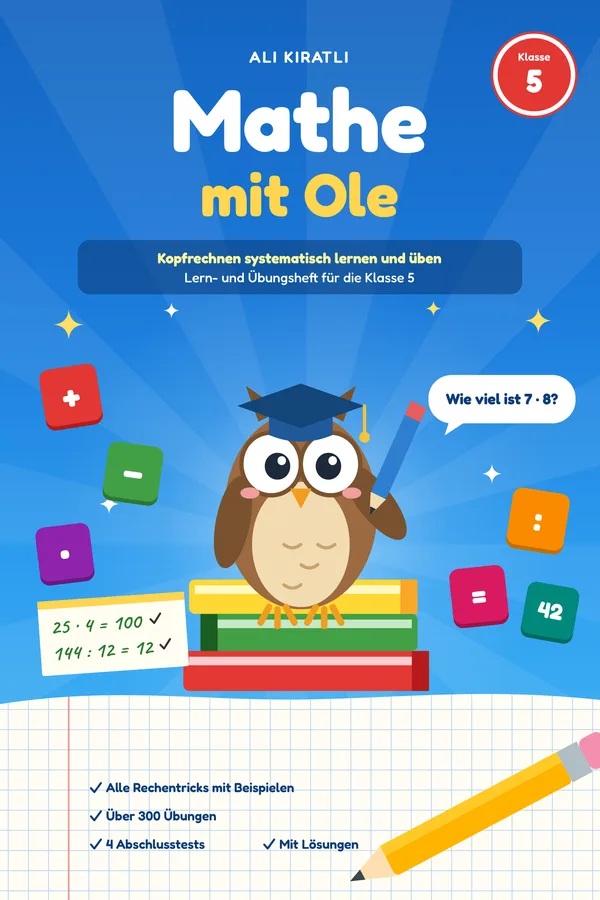 ALI KIRATLI
Klasse
5
Mathe
mit Ole
Kopfrechnen systematisch lernen und üben
Lern- und Übungsheft für die Klasse 5
+
Wie viel ist 7 · 8?
−
:
·
=
42
25 · 4 = 100 ✓
144 : 12 = 12 ✓
✓ Alle Rechentricks mit Beispielen
✓ Über 300 Übungen
✓ 4 Abschlusstests
✓ Mit Lösungen